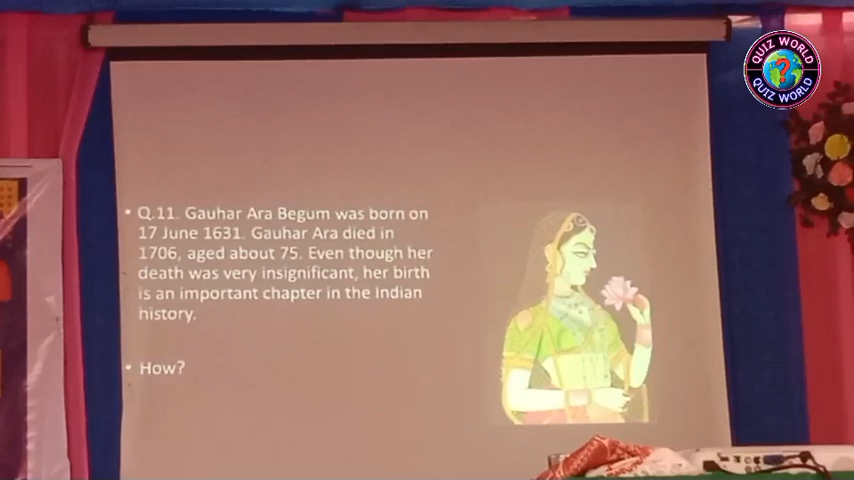 QUIZ WORLD
?
QUIZ WORLD
• Q.11. Gauhar Ara Begum was born on
17 June 1631. Gauhar Ara died in
1706, aged about 75. Even though her
death was very insignificant, her birth
is an important chapter in the Indian
history.
• How?